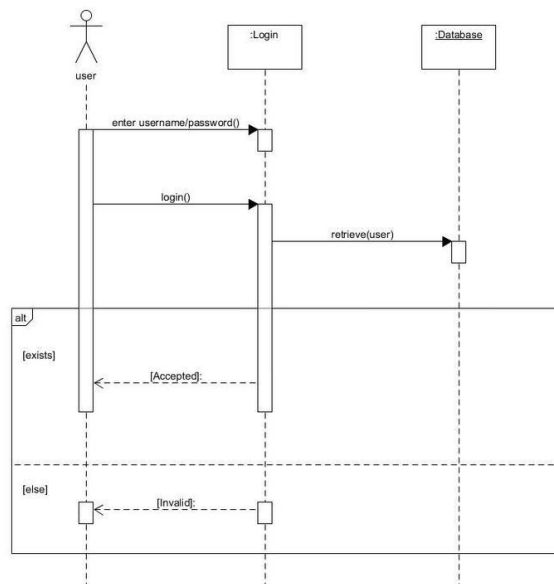 :Login
:Database
user
enter username/password()
login()
retrieve(user)
alt
[exists]
[Accepted]:
[else]
[Invalid]: